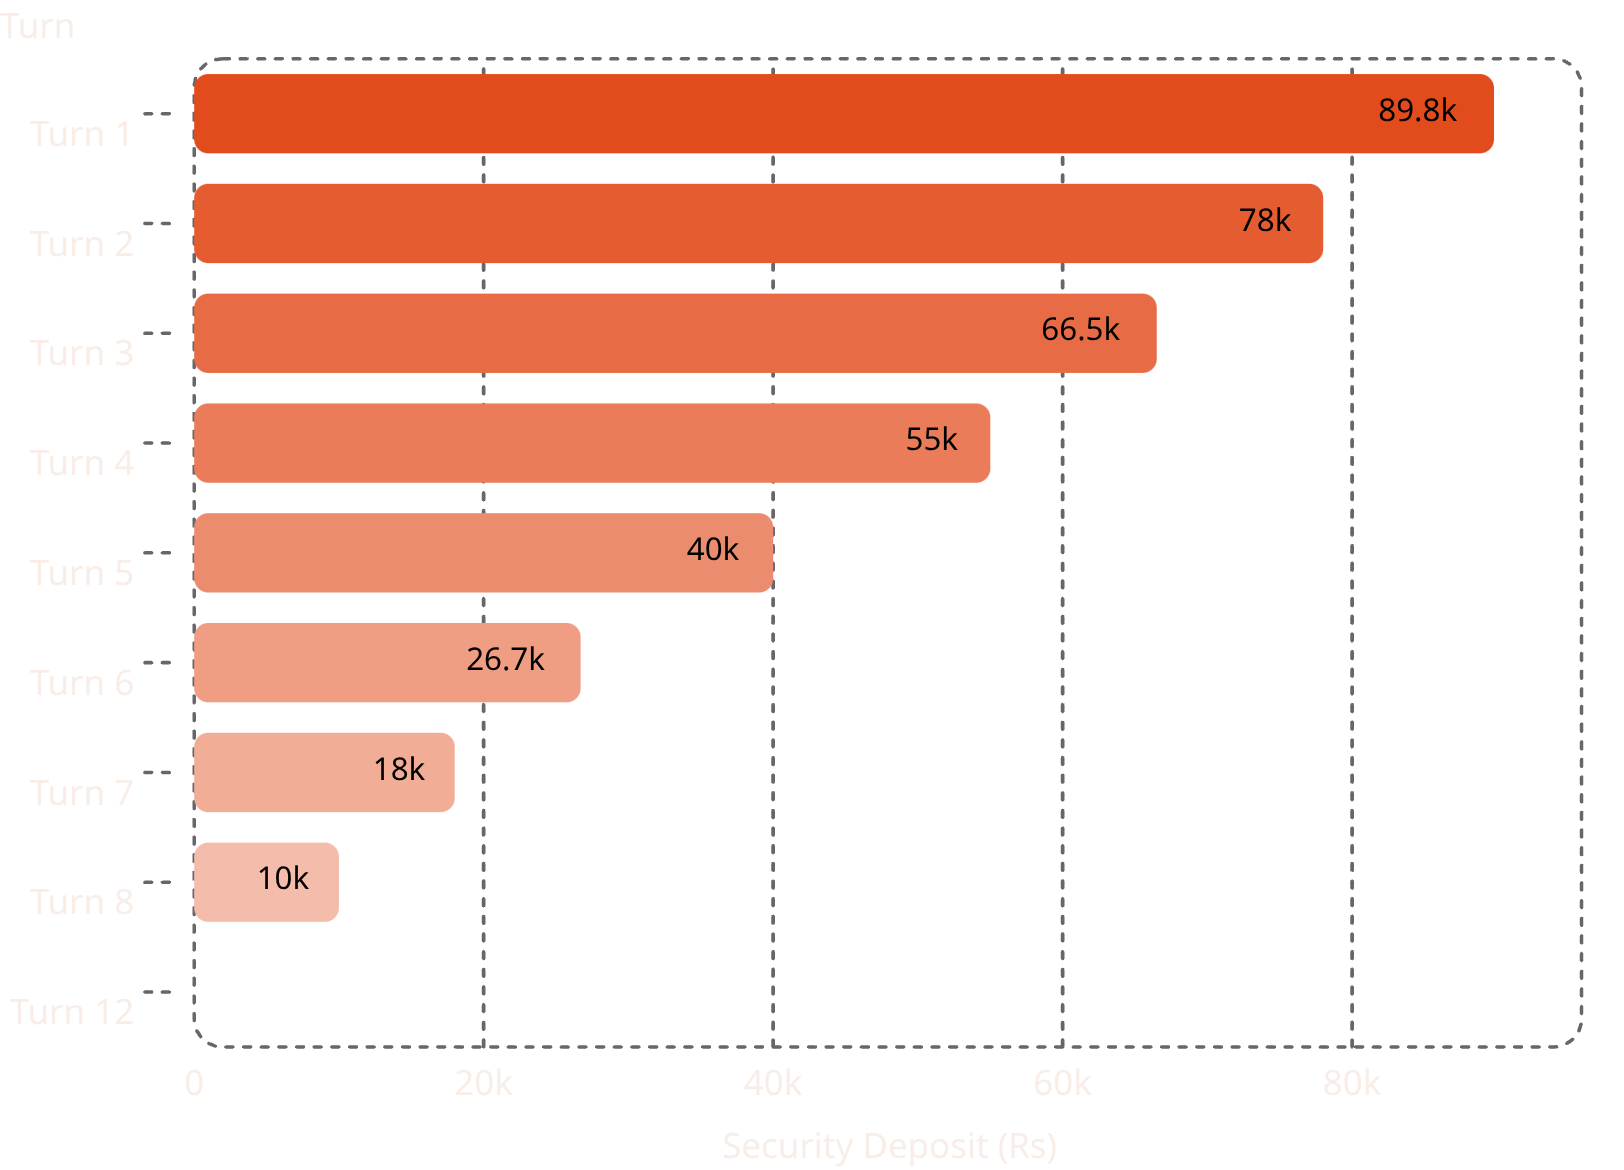 Turn
Turn 1
89.8k
Turn 2
78k
Turn 3
66.5k
Turn 4
55k
Turn 5
40k
Turn 6
26.7k
Turn 7
18k
Turn 8
10k
Turn 12
0 20k 40k 60k 80k
Security Deposit (Rs)